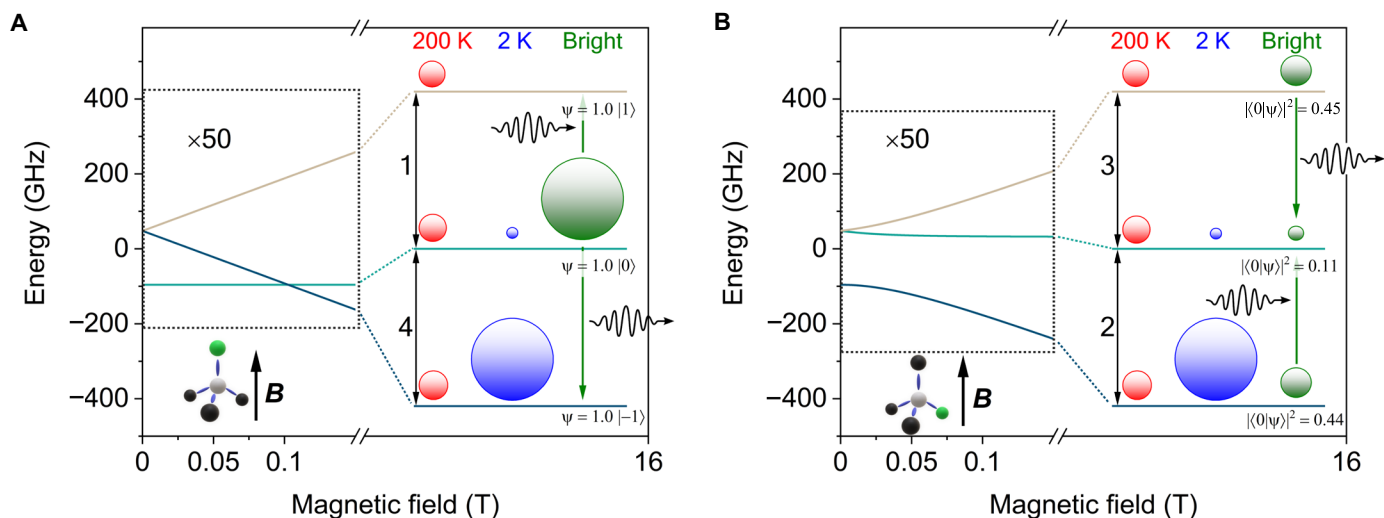 A
200 K 2 K Bright
400
200
0
−200
−400
Energy (GHz)
×50
ψ = 1.0 |1⟩
1
ψ = 1.0 |0⟩
4
B
ψ = 1.0 |−1⟩
0 0.05 0.1 16
Magnetic field (T)
B
200 K 2 K Bright
400
200
0
−200
−400
Energy (GHz)
×50
|⟨0|ψ⟩|² = 0.45
3
|⟨0|ψ⟩|² = 0.11
2
B
|⟨0|ψ⟩|² = 0.44
0 0.05 0.1 16
Magnetic field (T)